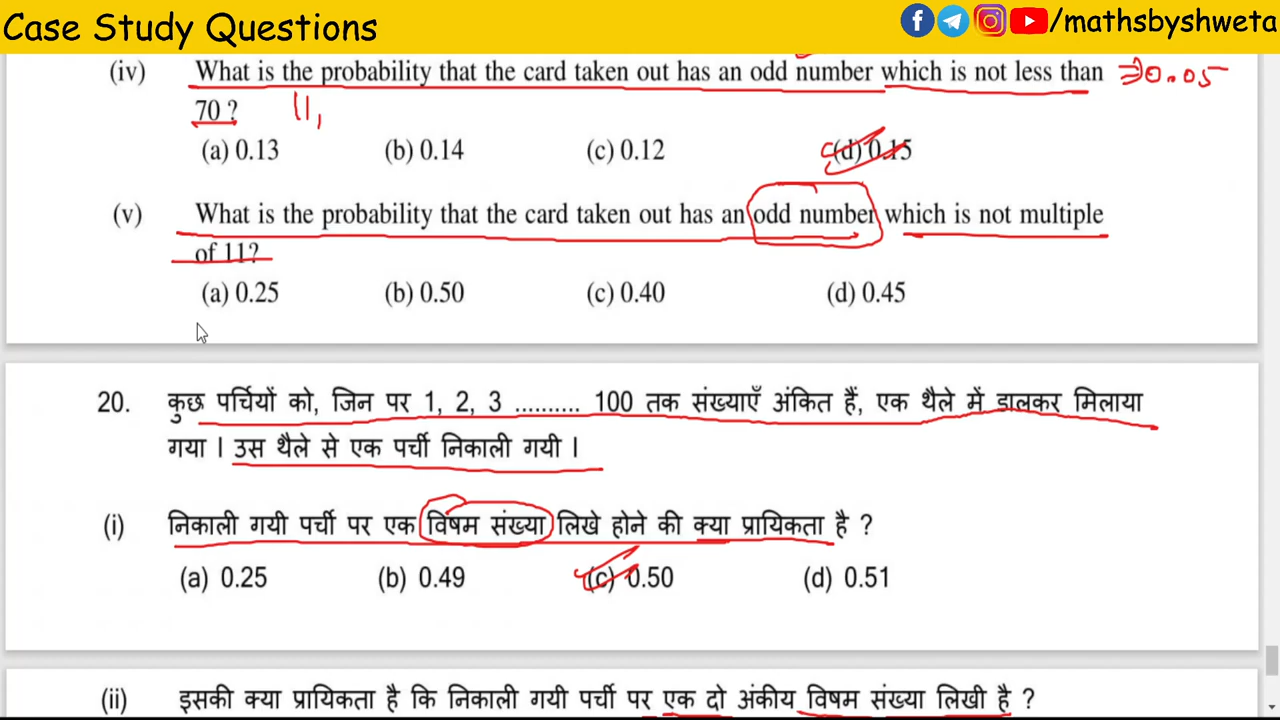 Case Study Questions
/mathsbyshweta
(iv) What is the probability that the card taken out has an odd number which is not less than ⇒0.05
70 ? 11,
(a) 0.13 (b) 0.14 (c) 0.12 (d) 0.15
(v) What is the probability that the card taken out has an odd number which is not multiple
of 11?
(a) 0.25 (b) 0.50 (c) 0.40 (d) 0.45
20. कुछ पर्चियों को, जिन पर 1, 2, 3 .......... 100 तक संख्याएँ अंकित हैं, एक थैले में डालकर मिलाया
गया । उस थैले से एक पर्ची निकाली गयी ।
(i) निकाली गयी पर्ची पर एक विषम संख्या लिखे होने की क्या प्रायिकता है ?
(a) 0.25 (b) 0.49 (c) 0.50 (d) 0.51
(ii) इसकी क्या प्रायिकता है कि निकाली गयी पर्ची पर एक दो अंकीय विषम संख्या लिखी है ?